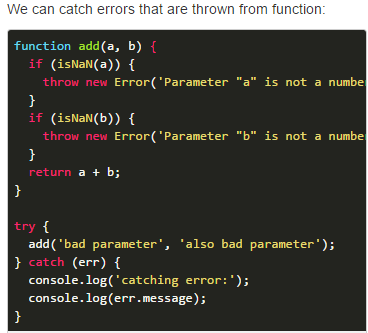 We can catch errors that are thrown from function:
function add(a, b) {
  if (isNaN(a)) {
    throw new Error('Parameter "a" is not a numbe
  }
  if (isNaN(b)) {
    throw new Error('Parameter "b" is not a numbe
  }
  return a + b;
}

try {
  add('bad parameter', 'also bad parameter');
} catch (err) {
  console.log('catching error:');
  console.log(err.message);
}